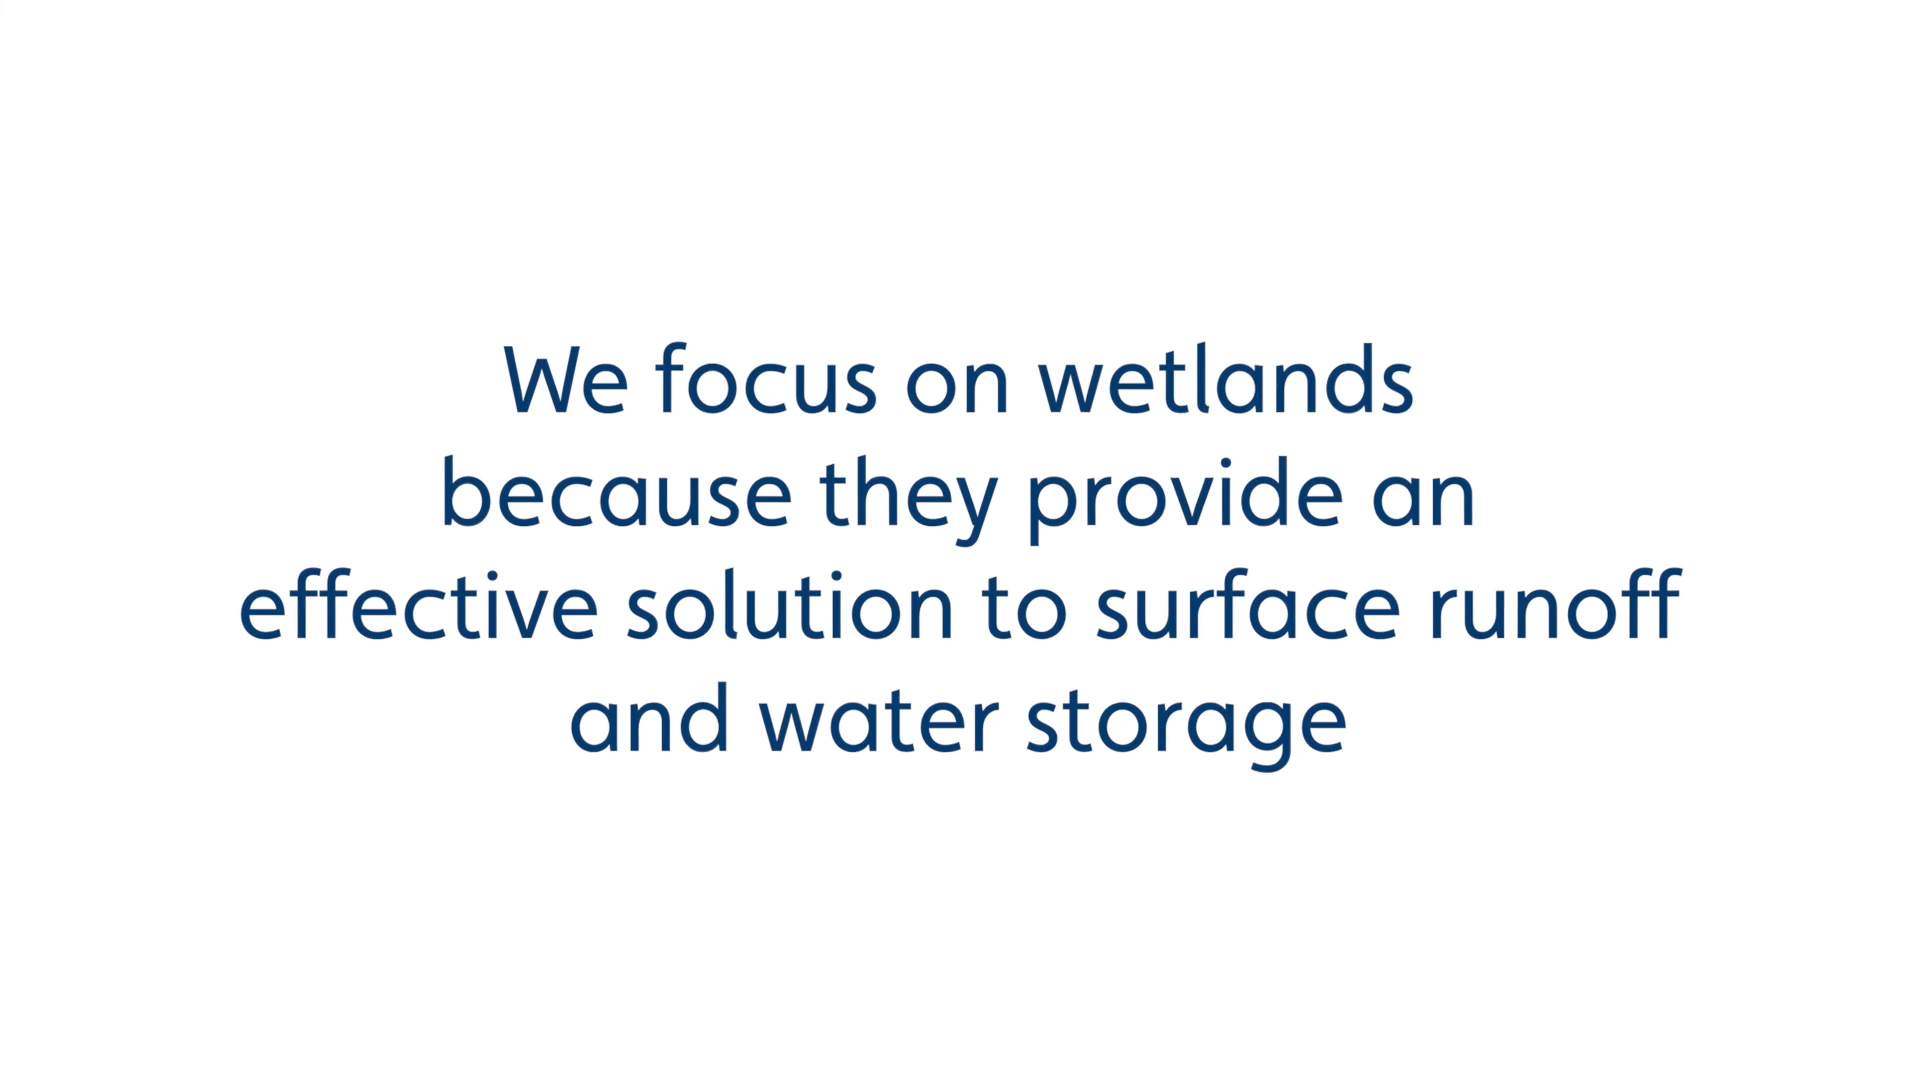 We focus on wetlands
because they provide an
effective solution to surface runoff
and water storage